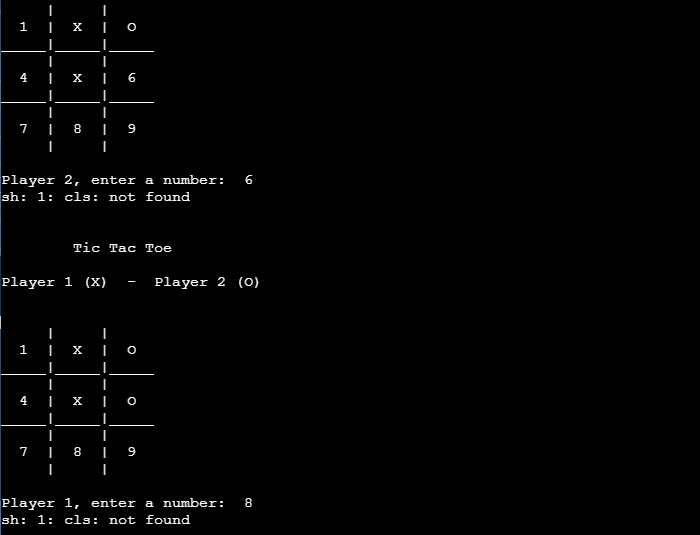 |     |
  1  |  X  |  O
_____|_____|_____
     |     |
  4  |  X  |  6
_____|_____|_____
     |     |
  7  |  8  |  9
     |     |
Player 2, enter a number:  6
sh: 1: cls: not found
Tic Tac Toe
Player 1 (X)  -  Player 2 (O)
     |     |
  1  |  X  |  O
_____|_____|_____
     |     |
  4  |  X  |  O
_____|_____|_____
     |     |
  7  |  8  |  9
     |     |
Player 1, enter a number:  8
sh: 1: cls: not found